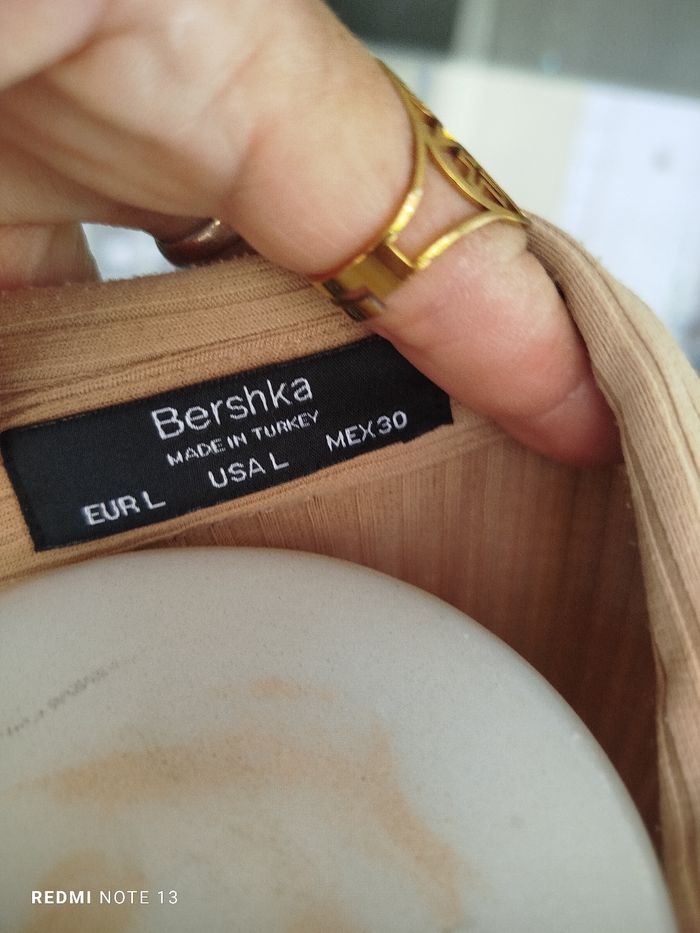 Bershka
MADE IN TURKEY
EUR L USA L MEX 30
REDMI NOTE 13